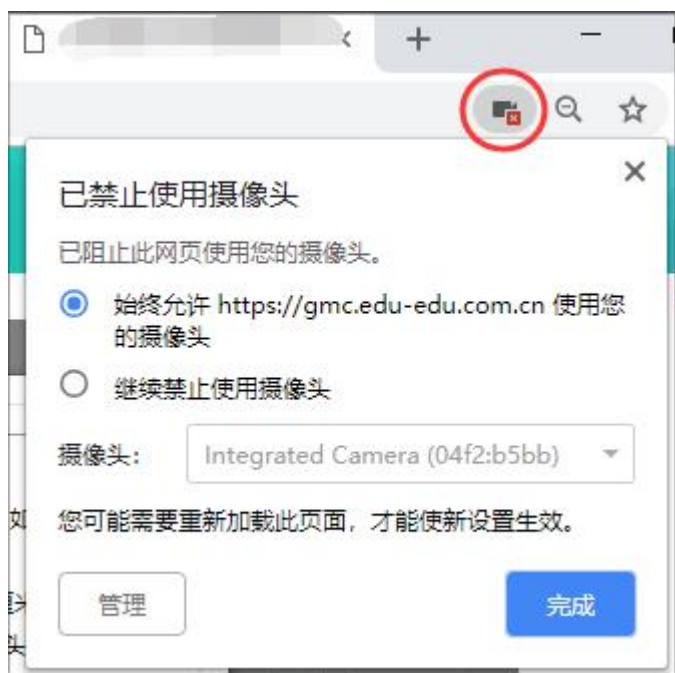 已禁止使用摄像头
已阻止此网页使用您的摄像头。
始终允许 https://gmc.edu-edu.com.cn 使用您
的摄像头
继续禁止使用摄像头
摄像头：
Integrated Camera (04f2:b5bb)
您可能需要重新加载此页面，才能使新设置生效。
如
头
管理
完成